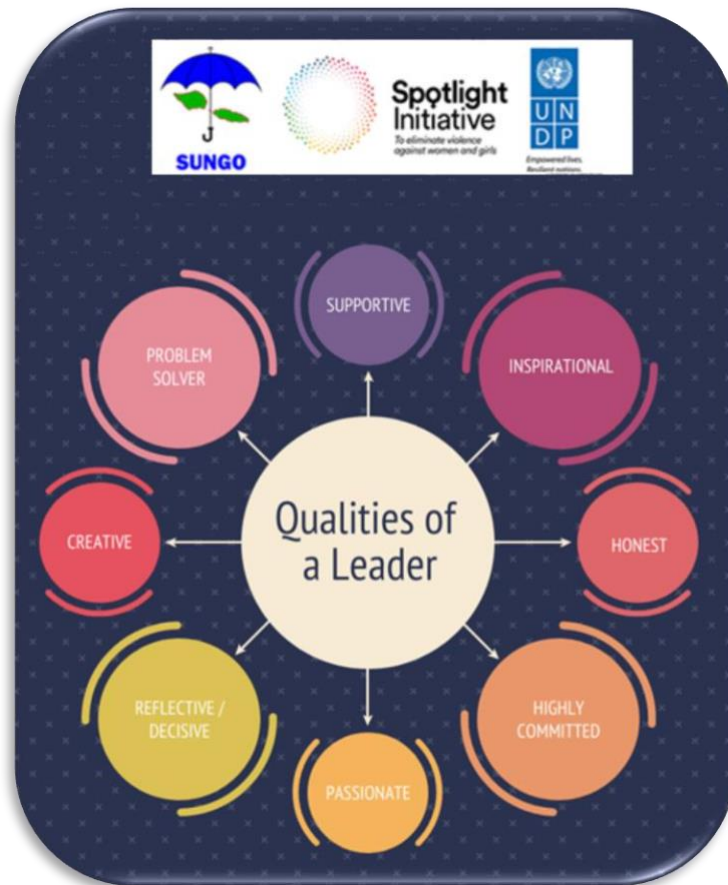 SUNGO
Spotlight
Initiative
To eliminate violence
against women and girls
U N
D P
Empowered lives.
Resilient nations.
SUPPORTIVE
PROBLEM
SOLVER
INSPIRATIONAL
Qualities of
a Leader
CREATIVE
HONEST
REFLECTIVE /
DECISIVE
HIGHLY
COMMITTED
PASSIONATE